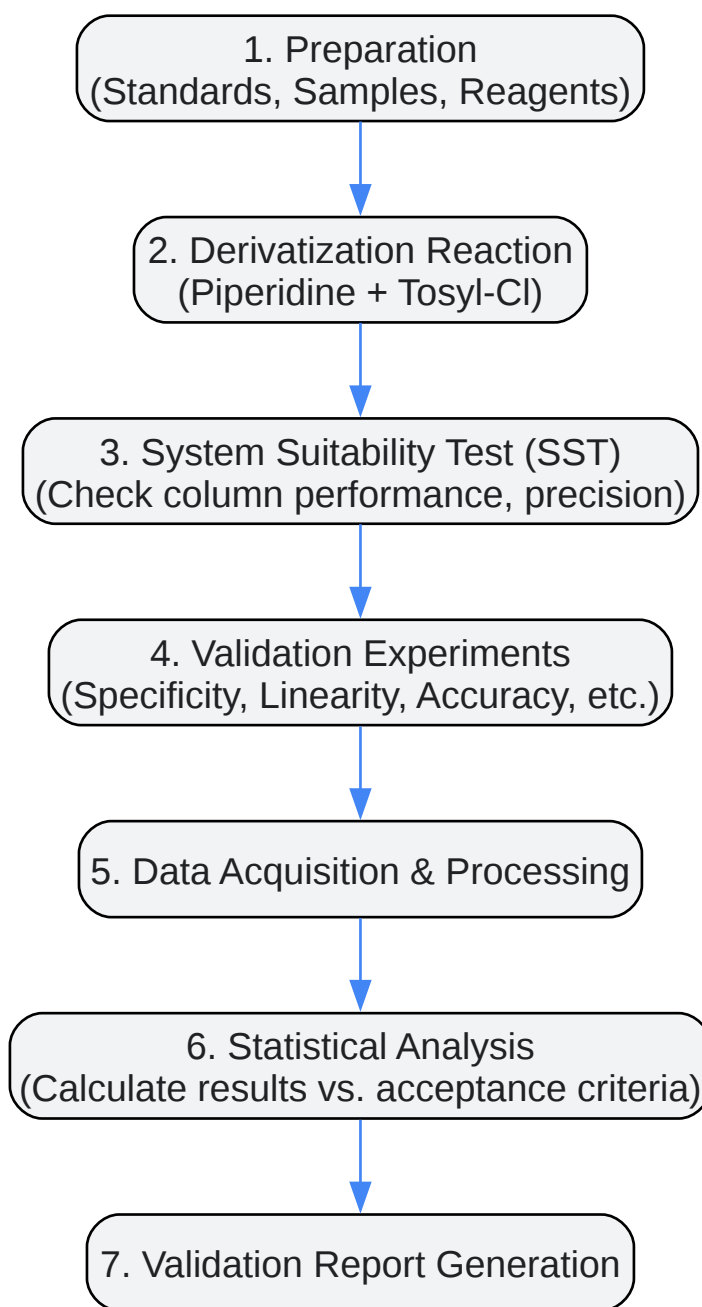 1. Preparation
(Standards, Samples, Reagents)
2. Derivatization Reaction
(Piperidine + Tosyl-Cl)
3. System Suitability Test (SST)
(Check column performance, precision)
4. Validation Experiments
(Specificity, Linearity, Accuracy, etc.)
5. Data Acquisition & Processing
6. Statistical Analysis
(Calculate results vs. acceptance criteria)
7. Validation Report Generation